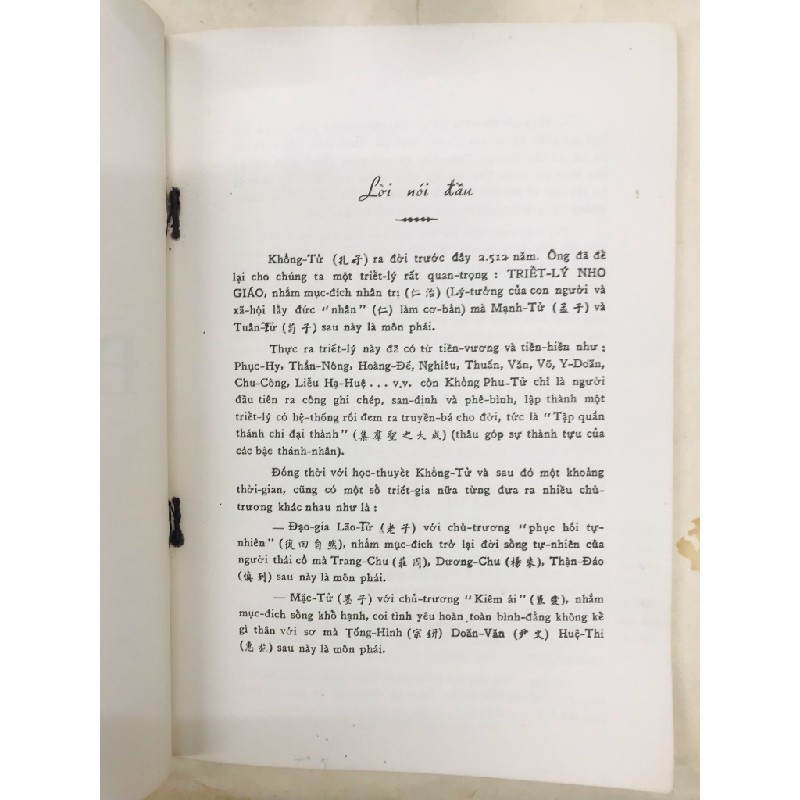 Lời nói đầu
Khổng-Tử (孔子) ra đời trước đây 2.512 năm. Ông đã để
lại cho chúng ta một triết-lý rất quan-trọng : TRIẾT-LÝ NHO
GIÁO, nhằm mục-đích nhân trị (仁治) (Lý-tưởng của con người và
xã-hội lấy đức "nhân" (仁) làm cơ-bản) mà Mạnh-Tử (孟子) và
Tuân-Tử (荀子) sau này là môn phái.
Thực ra triết-lý này đã có từ tiên-vương và tiên-hiền như :
Phục-Hy, Thần-Nông, Hoàng-Đế, Nghiêu, Thuấn, Văn, Võ, Y-Doãn,
Chu-Công, Liễu Hạ-Huệ . . . v.v. còn Khổng Phu-Tử chỉ là người
đầu tiên ra công ghi chép, san-định và phê-bình, lập thành một
triết-lý có hệ-thống rồi đem ra truyền-bá cho đời, tức là "Tập quần
thánh chi đại thành" (集羣聖之大成) (thâu góp sự thành tựu của
các bậc thánh-nhân).
Đồng thời với học-thuyết Khổng-Tử và sau đó một khoảng
thời-gian, cũng có một số triết-gia nữa từng đưa ra nhiều chủ-
trương khác nhau như là :
— Đạo-gia Lão-Tử (老子) với chủ-trương "phục hồi tự-
nhiên" (復回自然), nhằm mục-đích trở lại đời sống tự-nhiên của
người thái cổ mà Trang-Chu (莊周), Dương-Chu (楊朱), Thận-Đáo
(慎到) sau này là môn phái.
— Mặc-Tử (墨子) với chủ-trương "Kiêm ái" (兼愛), nhằm
mục-đích sống khổ hạnh, coi tình yêu hoàn toàn bình-đẳng không kể
gì thân với sơ mà Tống-Hình (宋鈃) Doãn-Văn (尹文) Huệ-Thi
(惠施) sau này là môn phái.